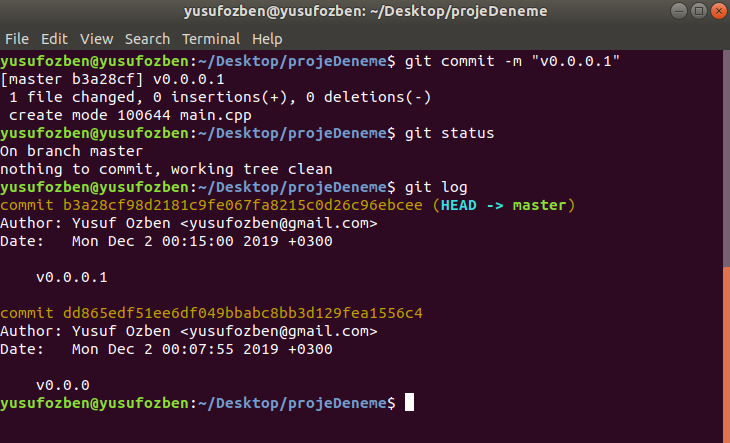 yusufozben@yusufozben: ~/Desktop/projeDeneme
File Edit View Search Terminal Help
yusufozben@yusufozben:~/Desktop/projeDeneme$ git commit -m "v0.0.0.1"
[master b3a28cf] v0.0.0.1
 1 file changed, 0 insertions(+), 0 deletions(-)
 create mode 100644 main.cpp
yusufozben@yusufozben:~/Desktop/projeDeneme$ git status
On branch master
nothing to commit, working tree clean
yusufozben@yusufozben:~/Desktop/projeDeneme$ git log
commit b3a28cf98d2181c9fe067fa8215c0d26c96ebcee (HEAD -> master)
Author: Yusuf Ozben <yusufozben@gmail.com>
Date:   Mon Dec 2 00:15:00 2019 +0300

    v0.0.0.1

commit dd865edf51ee6df049bbabc8bb3d129fea1556c4
Author: Yusuf Ozben <yusufozben@gmail.com>
Date:   Mon Dec 2 00:07:55 2019 +0300

    v0.0.0
yusufozben@yusufozben:~/Desktop/projeDeneme$